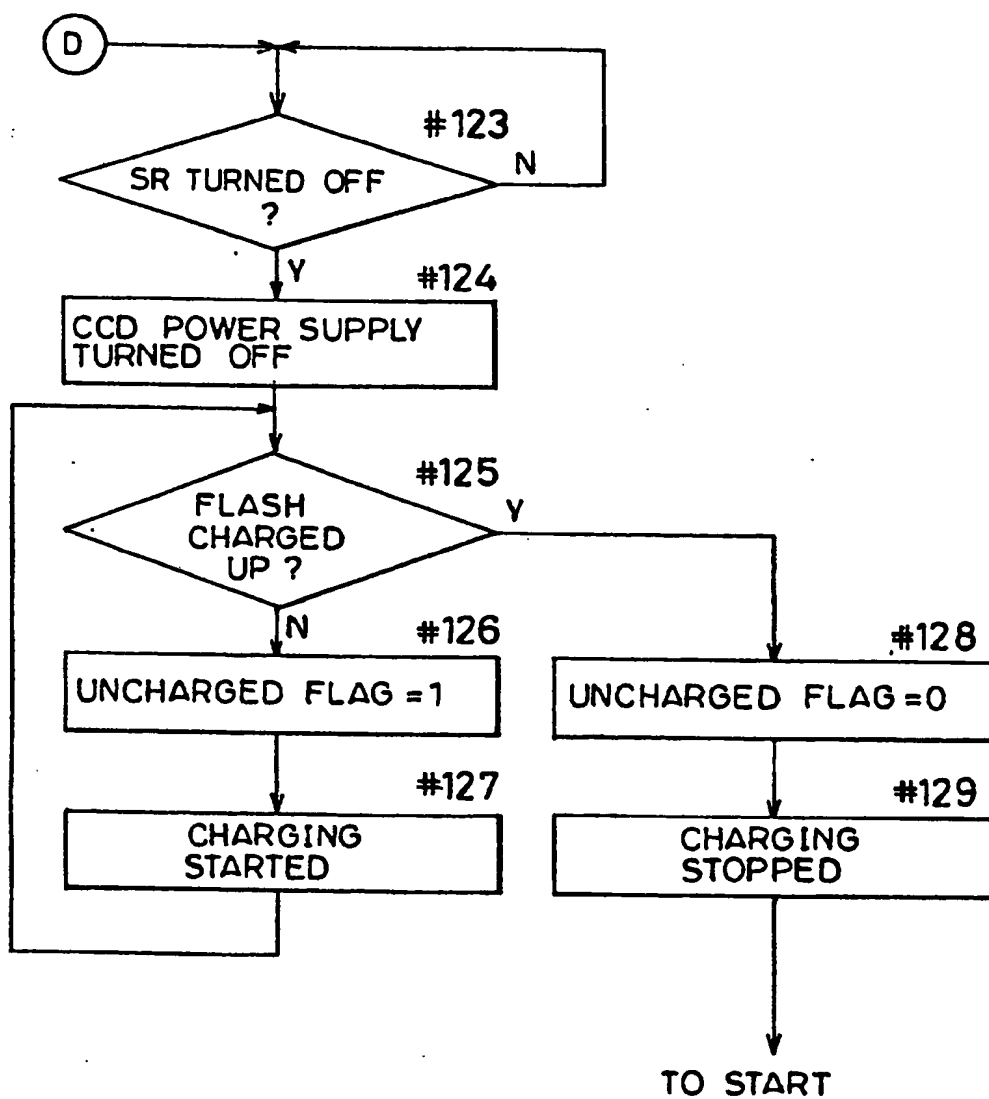 D
#123
SR TURNED OFF
?
N
Y
#124
CCD POWER SUPPLY
TURNED OFF
#125
FLASH
CHARGED
UP ?
Y
N
#126
UNCHARGED FLAG = 1
#127
CHARGING
STARTED
#128
UNCHARGED FLAG = 0
#129
CHARGING
STOPPED
TO START